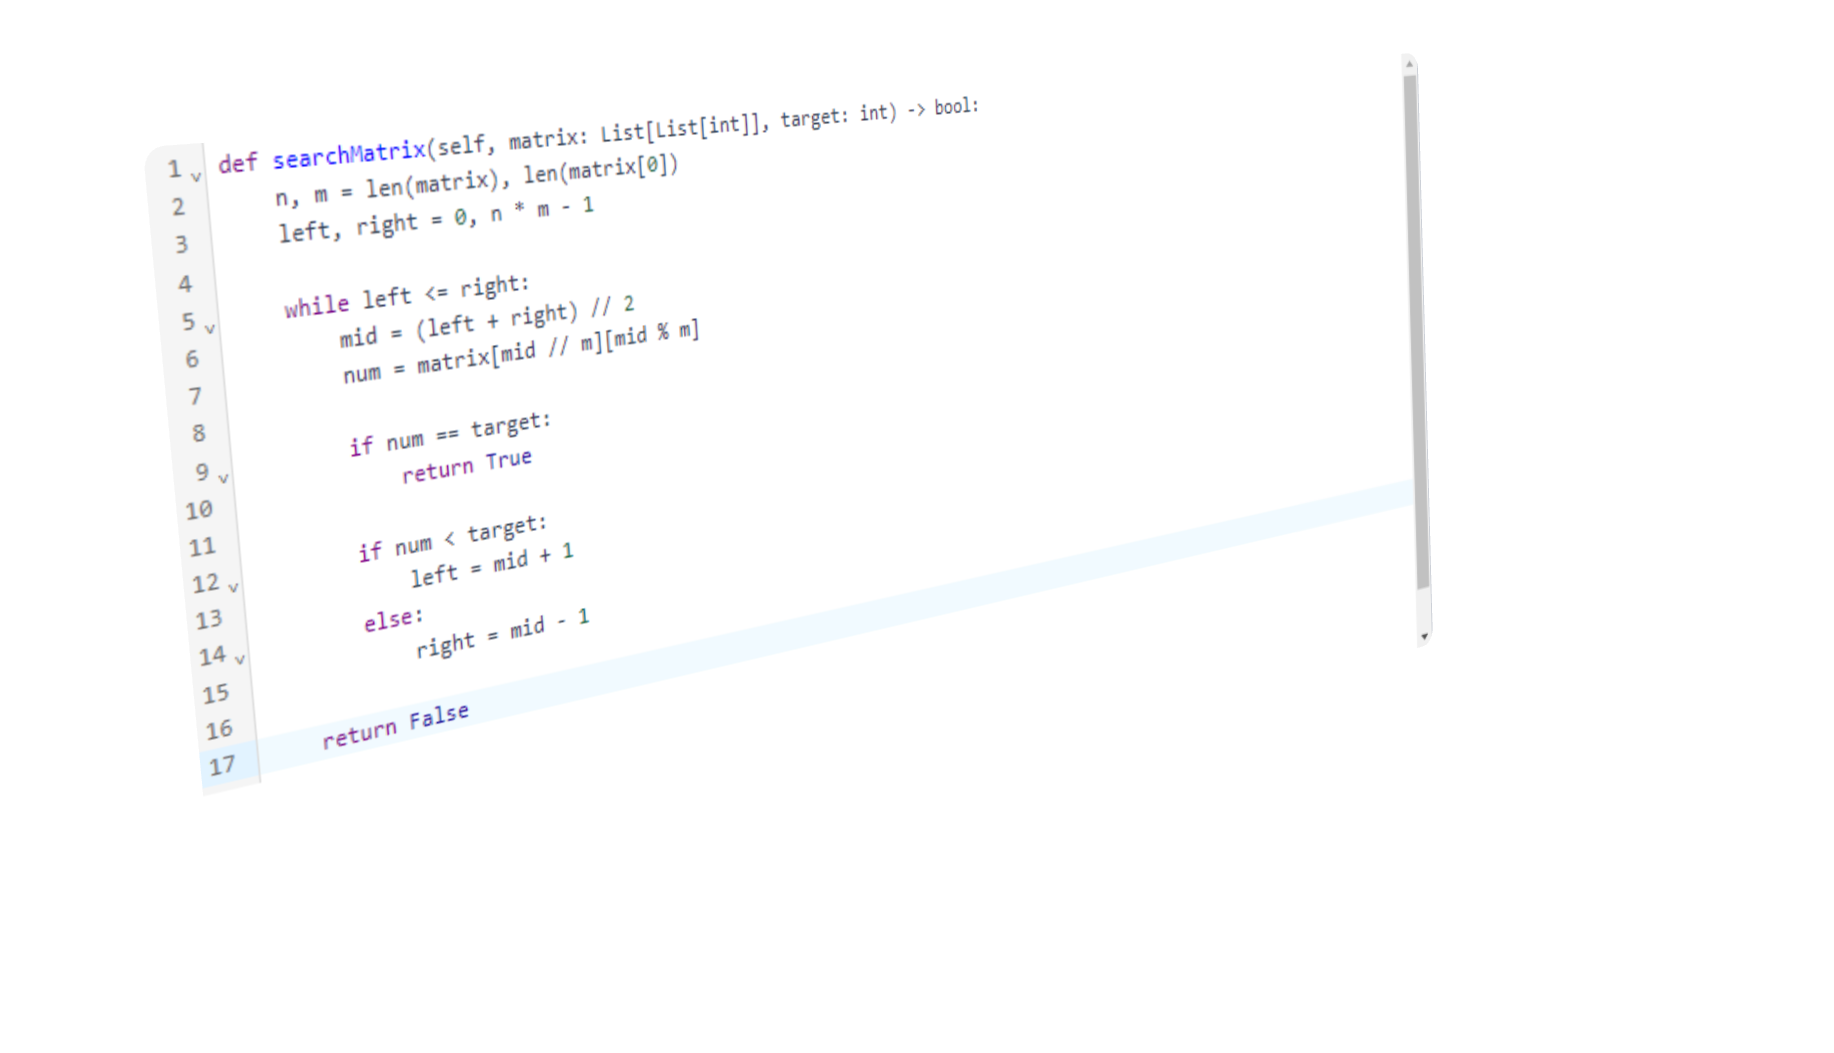 1 def searchMatrix(self, matrix: List[List[int]], target: int) -> bool:
2     n, m = len(matrix), len(matrix[0])
3     left, right = 0, n * m - 1
4
5     while left <= right:
6         mid = (left + right) // 2
7         num = matrix[mid // m][mid % m]
8
9         if num == target:
10             return True
11
12         if num < target:
13             left = mid + 1
14         else:
15             right = mid - 1
16
17     return False